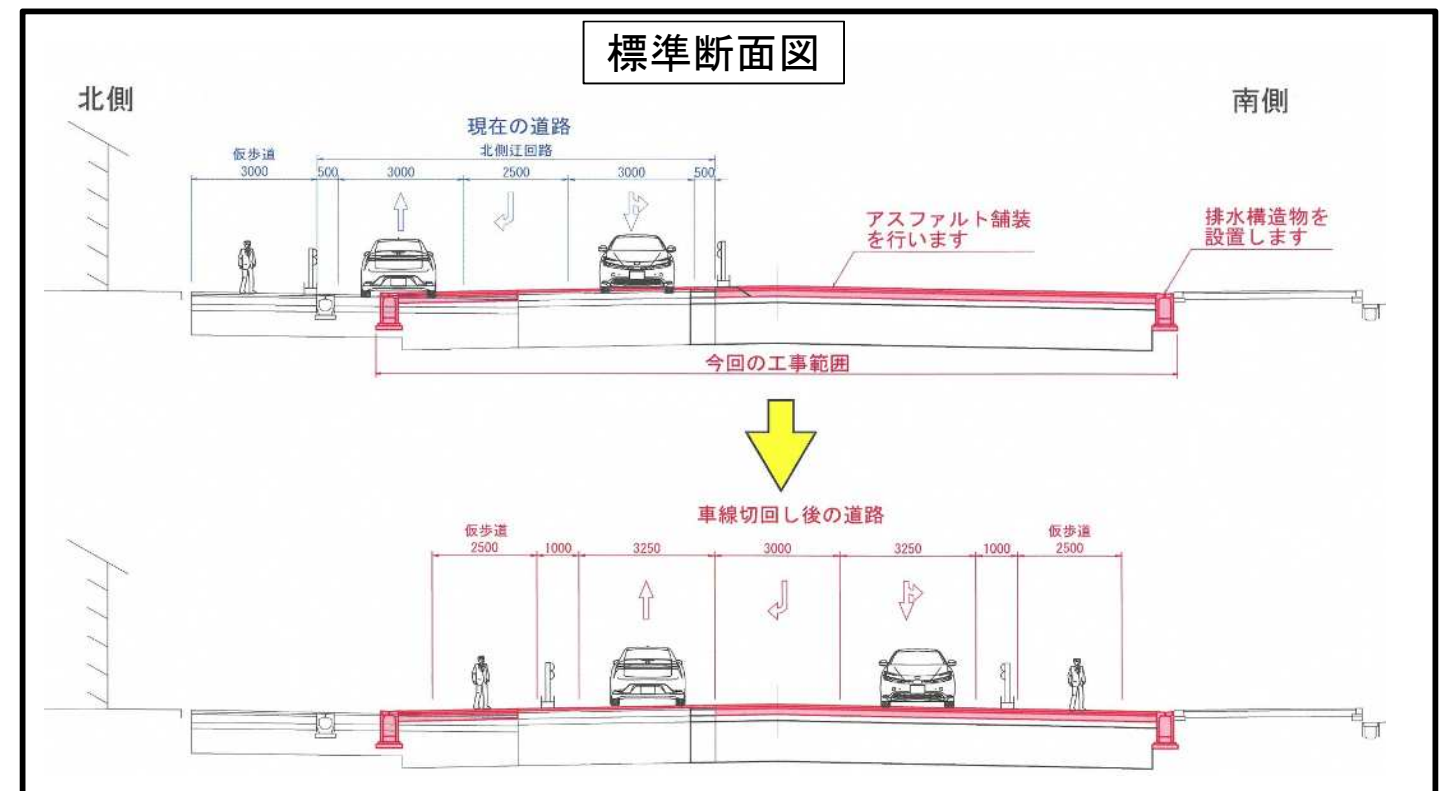 標準断面図
北側
南側
現在の道路
北側迂回路
仮歩道
3000
500
3000
2500
3000
500
アスファルト舗装
を行います
排水構造物を
設置します
今回の工事範囲
車線切回し後の道路
仮歩道
2500
1000
3250
3000
3250
1000
仮歩道
2500